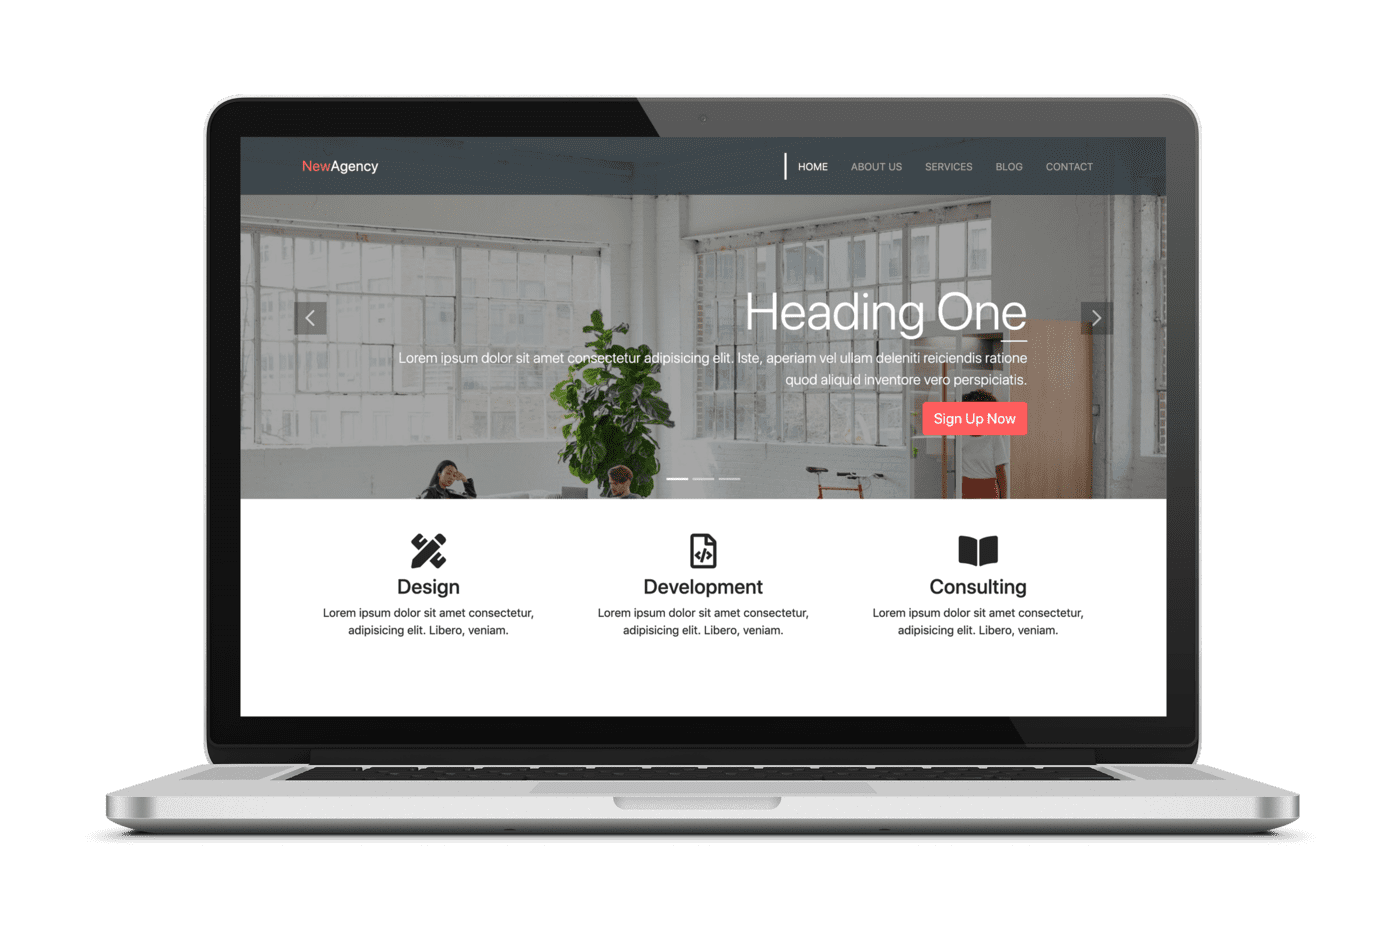 NewAgency
HOME ABOUT US SERVICES BLOG CONTACT
Heading One
Lorem ipsum dolor sit amet consectetur adipisicing elit. Iste, aperiam vel ullam deleniti reiciendis ratione
quod aliquid inventore vero perspiciatis.
Sign Up Now
Design
Lorem ipsum dolor sit amet consectetur,
adipisicing elit. Libero, veniam.
Development
Lorem ipsum dolor sit amet consectetur,
adipisicing elit. Libero, veniam.
Consulting
Lorem ipsum dolor sit amet consectetur,
adipisicing elit. Libero, veniam.